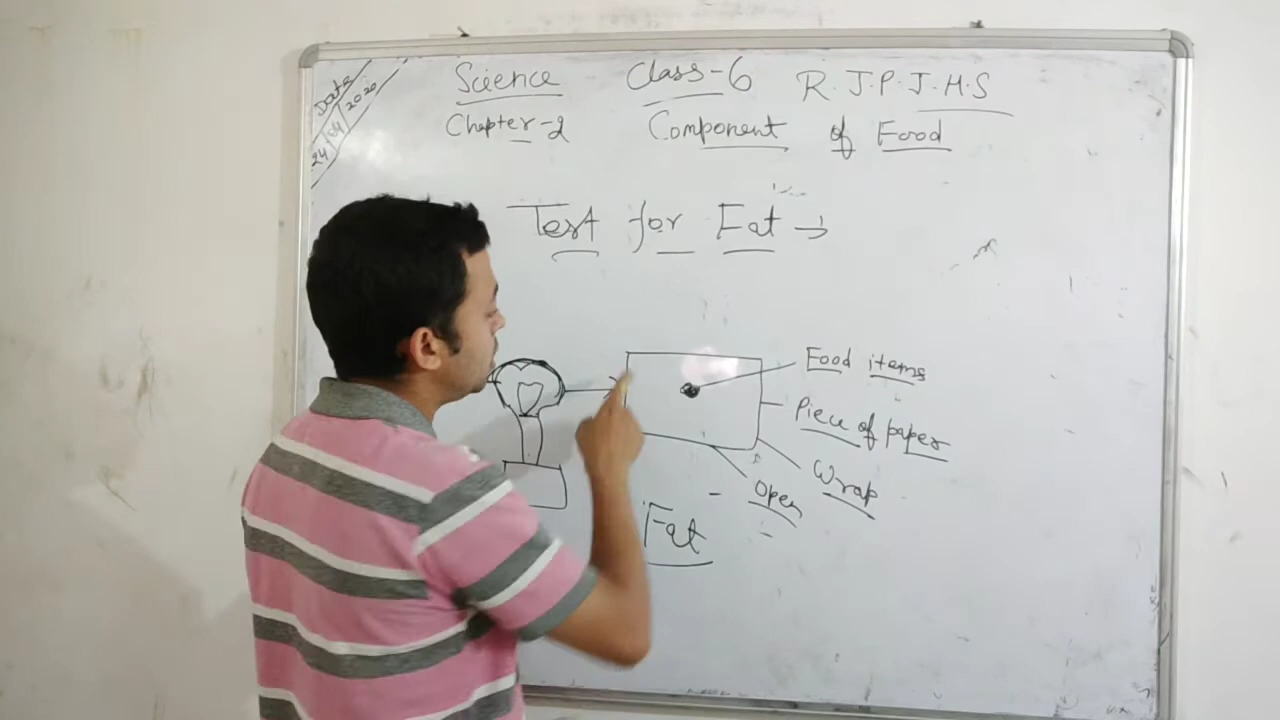 Date
24/04/2020
Science Class-6 R.J.P.J.H.S
Chapter-2 Component of Food
Test for Fat →
Food items
Piece of paper
Wrap
Open
Fat